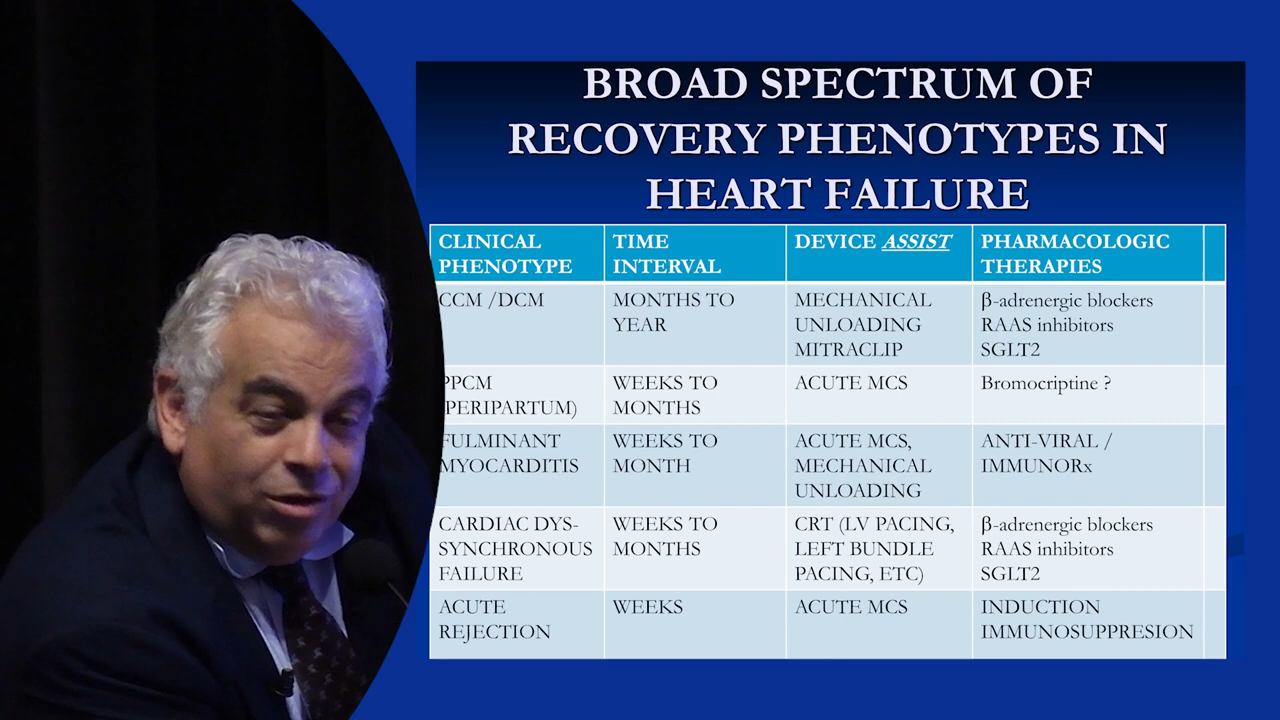 BROAD SPECTRUM OF
RECOVERY PHENOTYPES IN
HEART FAILURE
CLINICAL PHENOTYPE
TIME INTERVAL
DEVICE ASSIST
PHARMACOLOGIC THERAPIES
CCM /DCM
MONTHS TO
YEAR
MECHANICAL
UNLOADING
MITRACLIP
β-adrenergic blockers
RAAS inhibitors
SGLT2
PPCM
(PERIPARTUM)
WEEKS TO
MONTHS
ACUTE MCS
Bromocriptine ?
FULMINANT
MYOCARDITIS
WEEKS TO
MONTH
ACUTE MCS,
MECHANICAL
UNLOADING
ANTI-VIRAL /
IMMUNORx
CARDIAC DYS-
SYNCHRONOUS
FAILURE
WEEKS TO
MONTHS
CRT (LV PACING,
LEFT BUNDLE
PACING, ETC)
β-adrenergic blockers
RAAS inhibitors
SGLT2
ACUTE
REJECTION
WEEKS
ACUTE MCS
INDUCTION
IMMUNOSUPPRESION